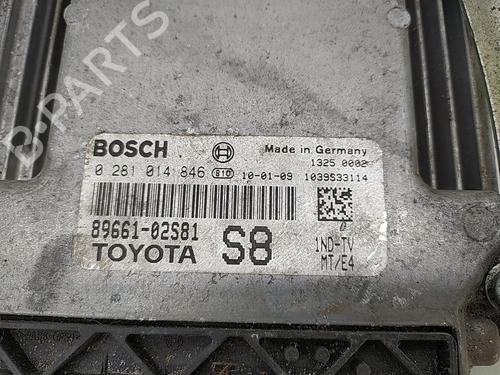 B-PARTS
BOSCH Made in Germany
1325 0002
0 281 014 846 S10 10-01-09 1039S33114
89661-02S81
TOYOTA S8
1ND-TV
MT/E4